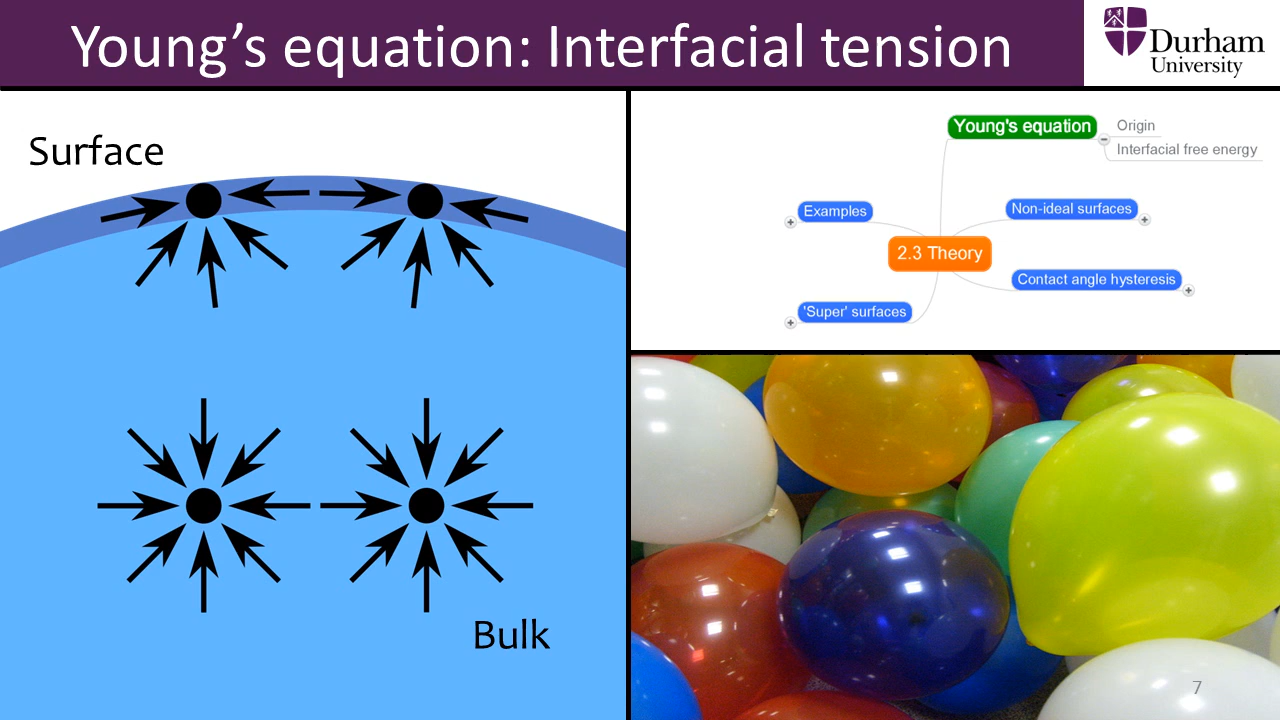 Young's equation: Interfacial tension
Durham
University
Surface
Bulk
Young's equation
Origin
Interfacial free energy
Examples
Non-ideal surfaces
2.3 Theory
Contact angle hysteresis
'Super' surfaces
7